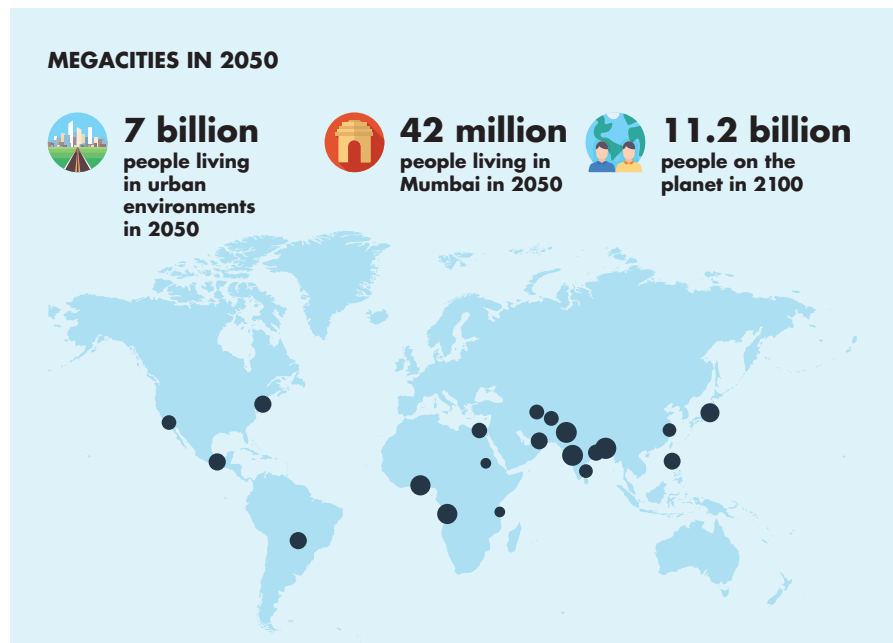 MEGACITIES IN 2050
7 billion
people living
in urban
environments
in 2050
42 million
people living in
Mumbai in 2050
11.2 billion
people on the
planet in 2100